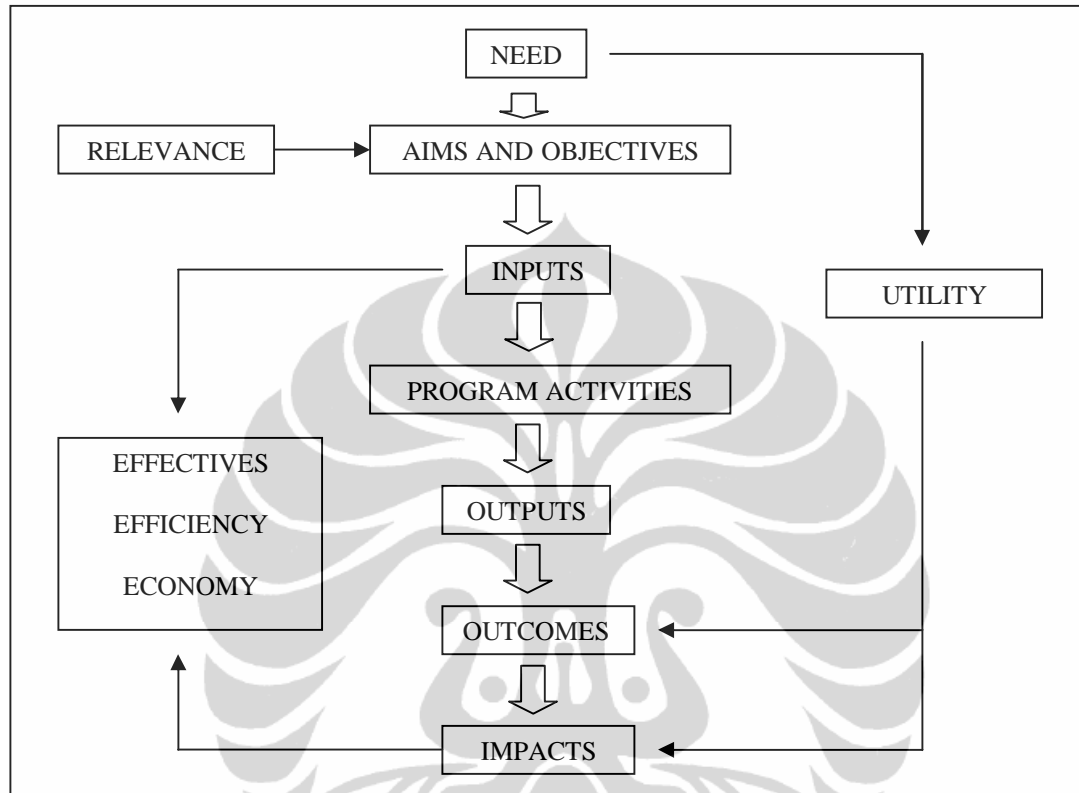 NEED
RELEVANCE
AIMS AND OBJECTIVES
INPUTS
UTILITY
PROGRAM ACTIVITIES
EFFECTIVES
EFFICIENCY
ECONOMY
OUTPUTS
OUTCOMES
IMPACTS